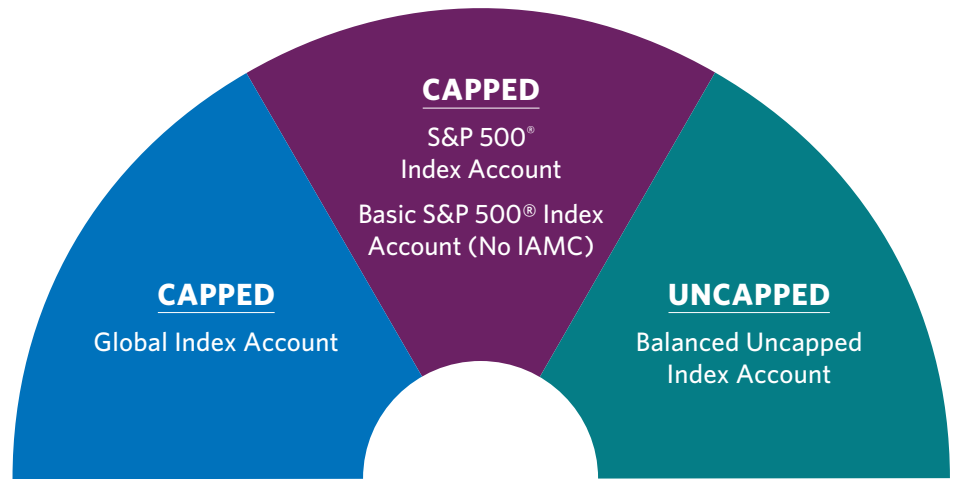 CAPPED
S&P 500®
Index Account
Basic S&P 500® Index
Account (No IAMC)
CAPPED
Global Index Account
UNCAPPED
Balanced Uncapped
Index Account